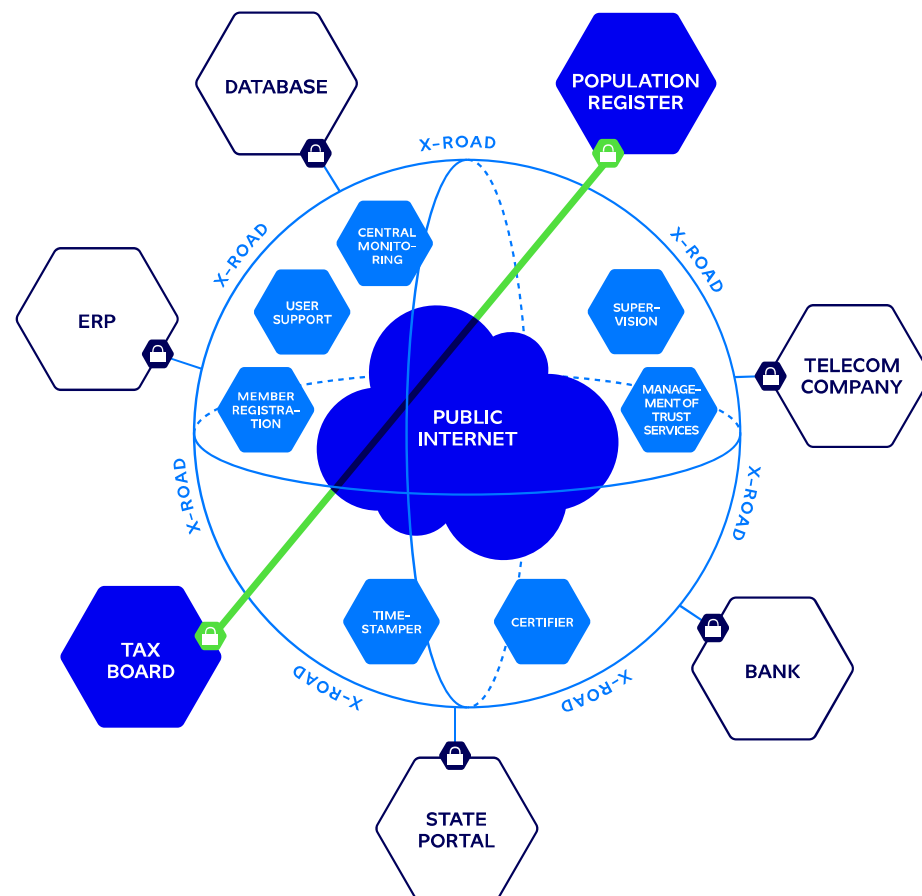 DATABASE
POPULATION
REGISTER
X-ROAD
CENTRAL
MONITO-
RING
X-ROAD
X-ROAD
USER
SUPPORT
SUPER-
VISION
ERP
TELECOM
COMPANY
MEMBER
REGISTRA-
TION
MANAGE-
MENT OF
TRUST
SERVICES
PUBLIC
INTERNET
X-ROAD
X-ROAD
TIME-
STAMPER
CERTIFIER
TAX
BOARD
BANK
X-ROAD
X-ROAD
STATE
PORTAL